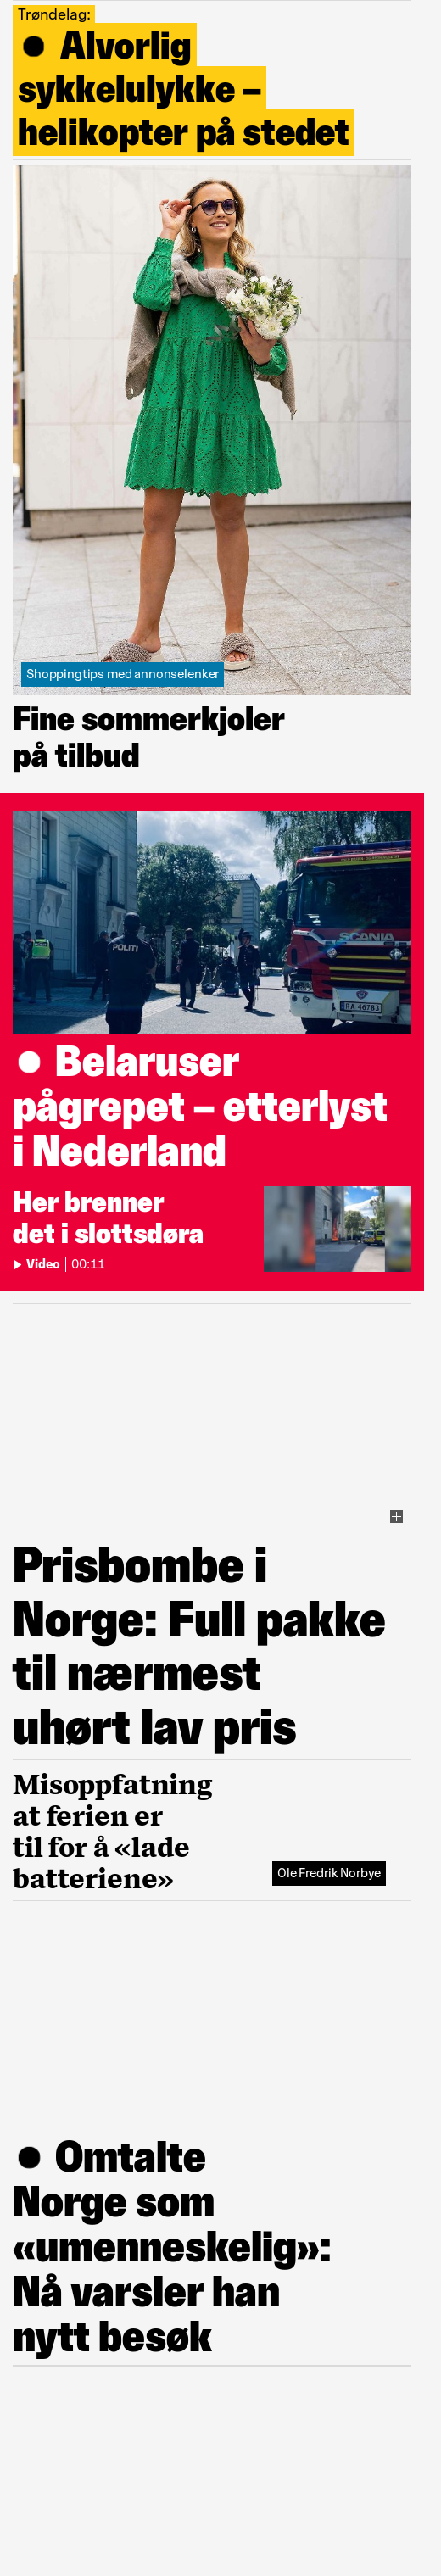 Trøndelag:
Alvorlig
sykkelulykke –
helikopter på stedet
Shoppingtips med annonselenker
Fine sommerkjoler
på tilbud
POLITI
SCANIA
RA 46783
Belaruser
pågrepet – etterlyst
i Nederland
Her brenner
det i slottsdøra
Video | 00:11
Prisbombe i
Norge: Full pakke
til nærmest
uhørt lav pris
Misoppfatning
at ferien er
til for å «lade
batteriene»
Ole Fredrik Norbye
Omtalte
Norge som
«umenneskelig»:
Nå varsler han
nytt besøk